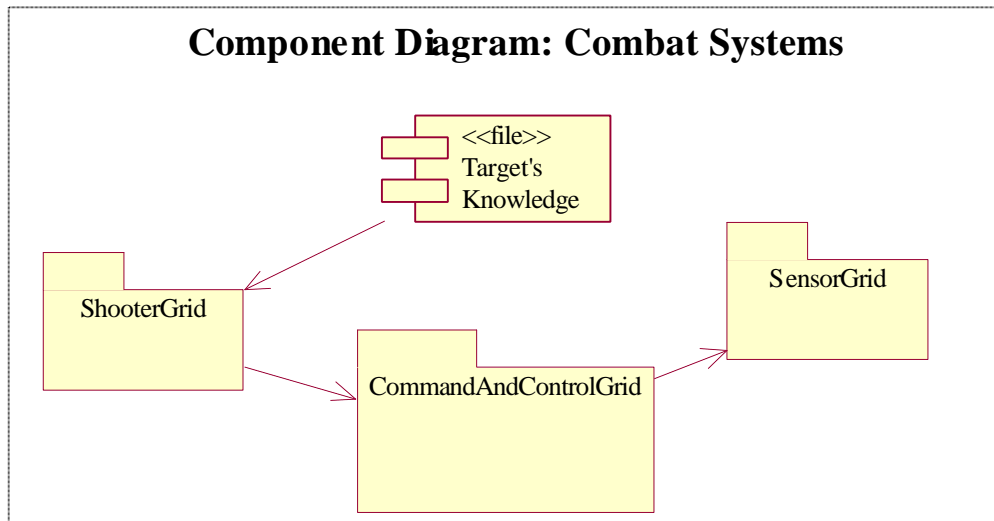 Component Diagram: Combat Systems
<<file>>
Target's
Knowledge
SensorGrid
ShooterGrid
CommandAndControlGrid